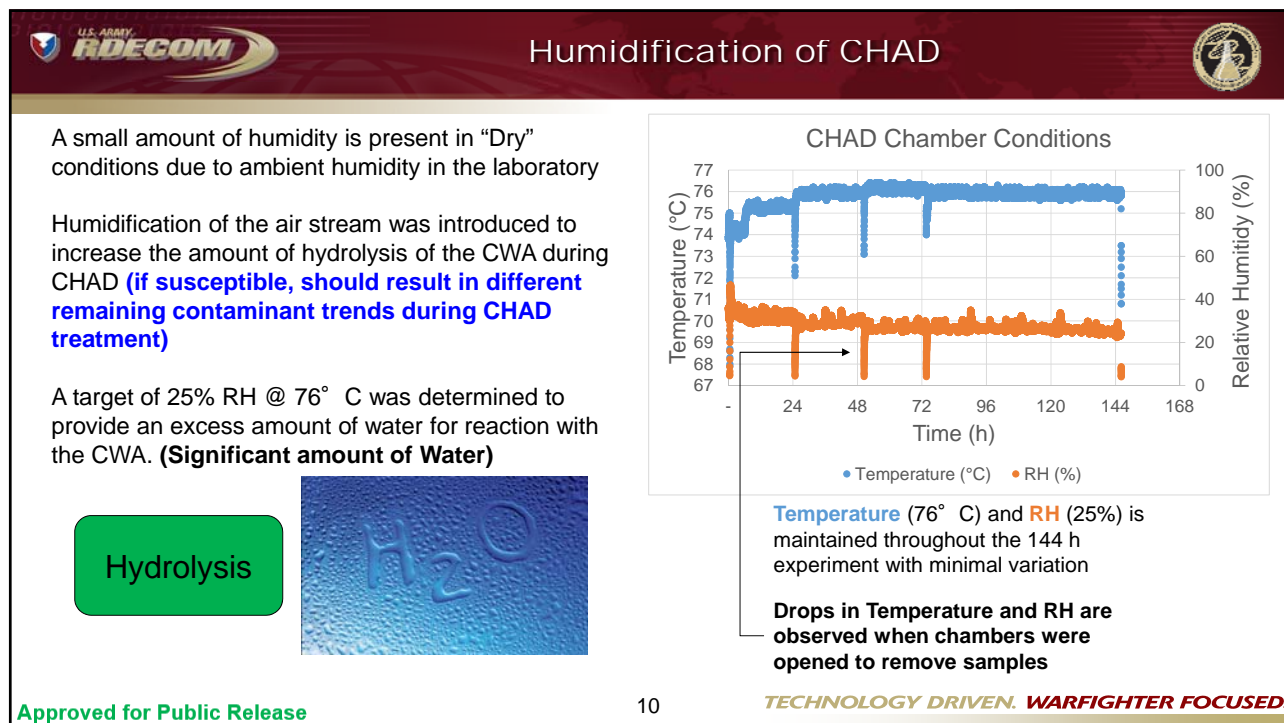 U.S. ARMY
RDECOM
Humidification of CHAD
A small amount of humidity is present in “Dry”
conditions due to ambient humidity in the laboratory
Humidification of the air stream was introduced to
increase the amount of hydrolysis of the CWA during
CHAD (if susceptible, should result in different
remaining contaminant trends during CHAD
treatment)
A target of 25% RH @ 76° C was determined to
provide an excess amount of water for reaction with
the CWA. (Significant amount of Water)
Hydrolysis
H2O
CHAD Chamber Conditions
Temperature (°C)
77
76
75
74
73
72
71
70
69
68
67
100
80
60
40
20
0
Relative Humitidy (%)
- 24 48 72 96 120 144 168
Time (h)
Temperature (°C) RH (%)
Temperature (76° C) and RH (25%) is
maintained throughout the 144 h
experiment with minimal variation
Drops in Temperature and RH are
observed when chambers were
opened to remove samples
Approved for Public Release
10
TECHNOLOGY DRIVEN. WARFIGHTER FOCUSED